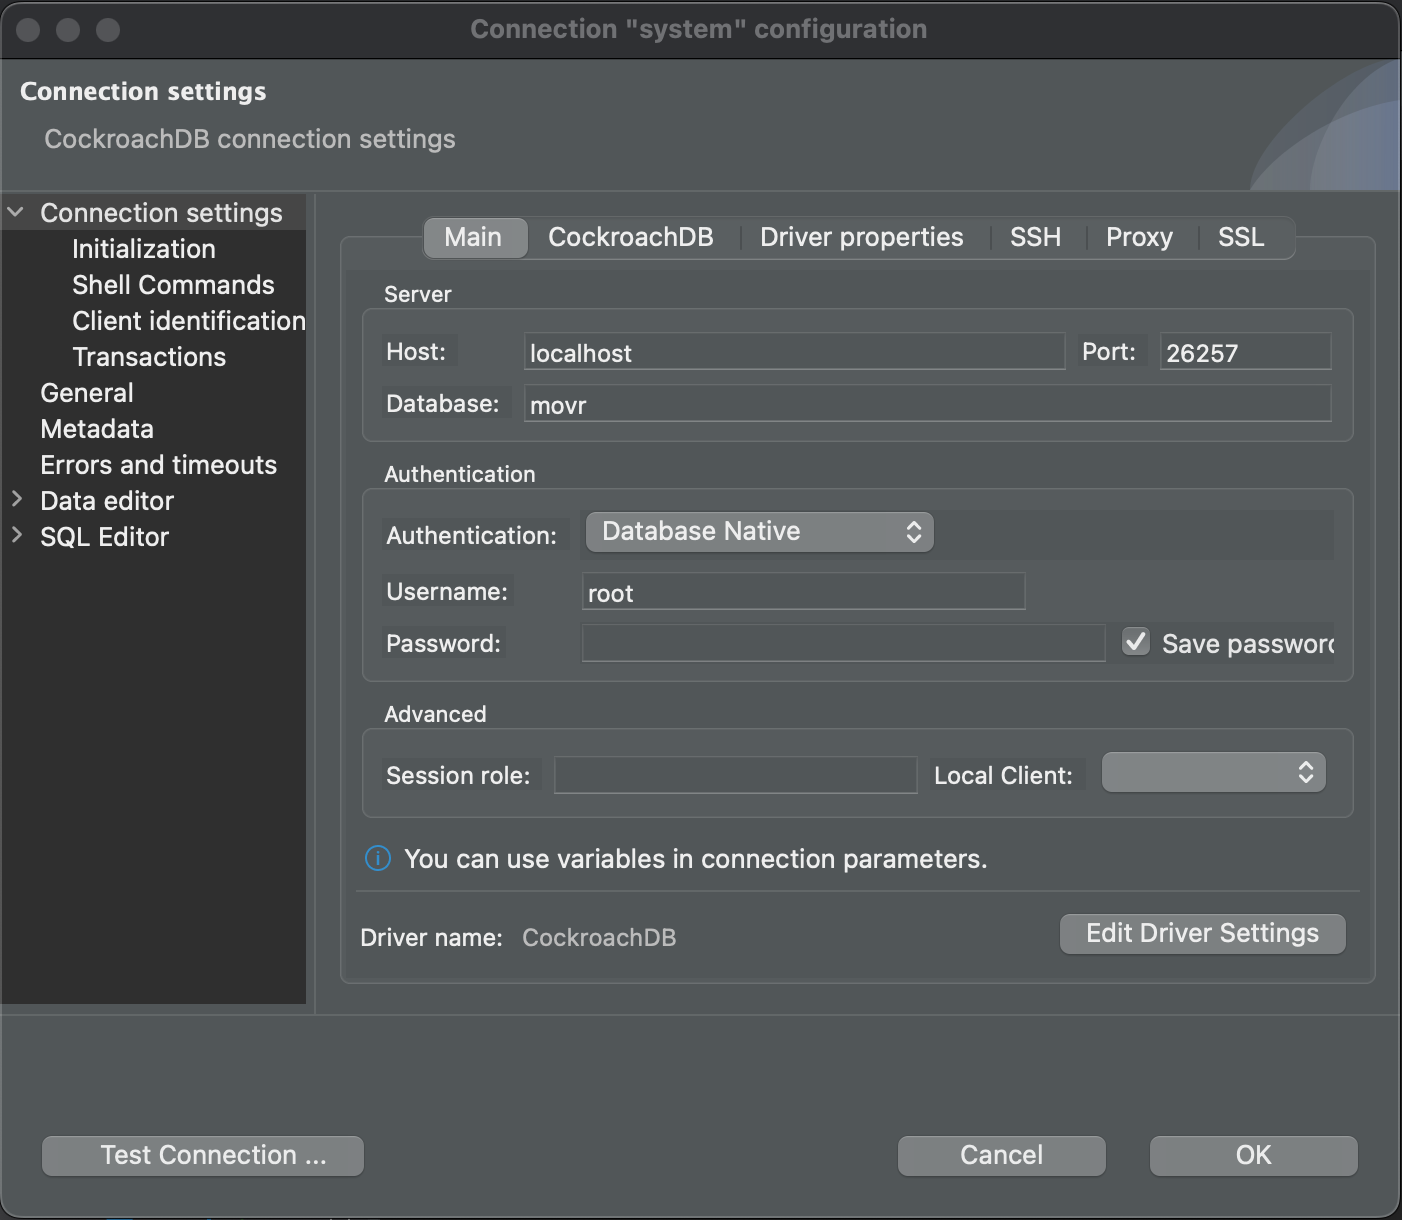 Connection "system" configuration
Connection settings
CockroachDB connection settings
Connection settings
Initialization
Shell Commands
Client identification
Transactions
General
Metadata
Errors and timeouts
Data editor
SQL Editor
Main CockroachDB Driver properties SSH Proxy SSL
Server
Host: localhost Port: 26257
Database: movr
Authentication
Authentication: Database Native
Username: root
Password: Save password
Advanced
Session role: Local Client:
You can use variables in connection parameters.
Driver name: CockroachDB Edit Driver Settings
Test Connection ... Cancel OK